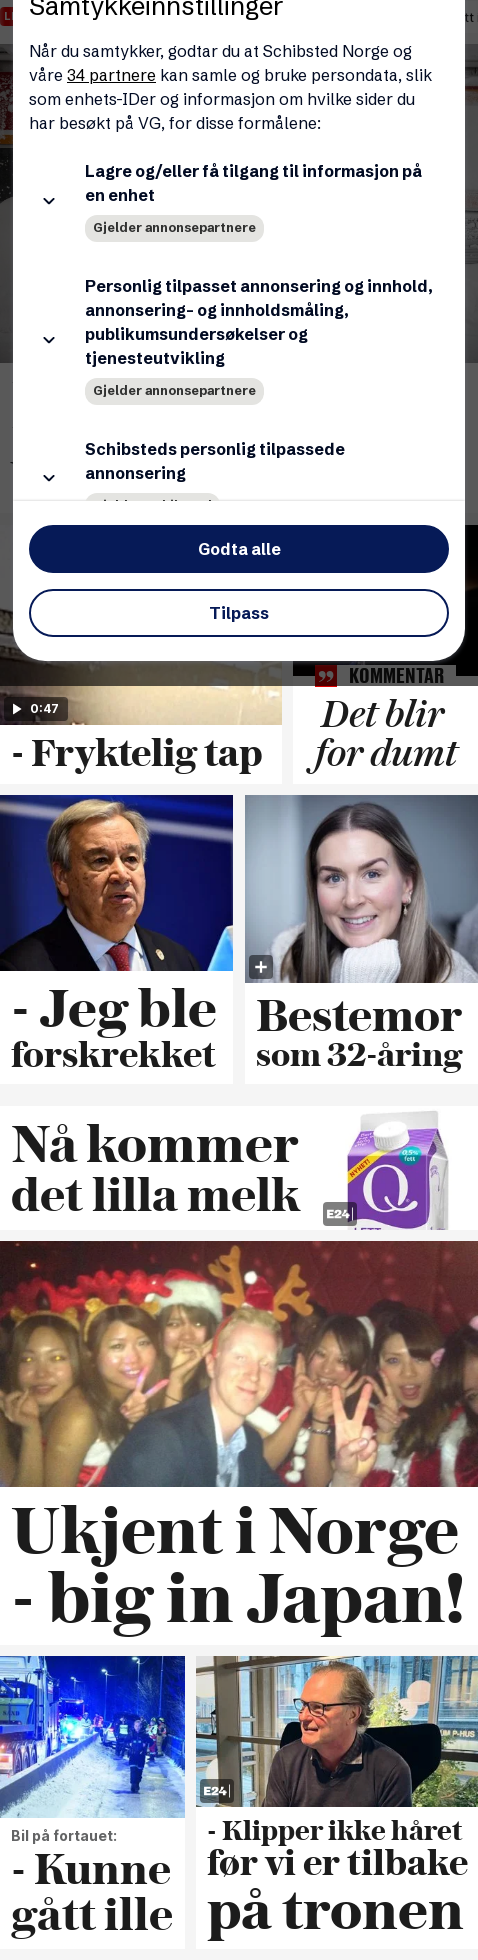 Samtykkeinnstillinger
Når du samtykker, godtar du at Schibsted Norge og
våre 34 partnere kan samle og bruke persondata, slik
som enhets-IDer og informasjon om hvilke sider du
har besøkt på VG, for disse formålene:
Lagre og/eller få tilgang til informasjon på
en enhet
Gjelder annonsepartnere
Personlig tilpasset annonsering og innhold,
annonsering- og innholdsmåling,
publikumsundersøkelser og
tjenesteutvikling
Gjelder annonsepartnere
Schibsteds personlig tilpassede
annonsering
Godta alle
Tilpass
0:47
- Fryktelig tap
KOMMENTAR
Det blir
for dumt
- Jeg ble
forskrekket
Bestemor
som 32-åring
Nå kommer
det lilla melk
NYHET!
0,5%
fett
Q
E24
LETT
Ukjent i Norge
- big in Japan!
Bil på fortauet:
- Kunne
gått ille
E24
- Klipper ikke håret
før vi er tilbake
på tronen